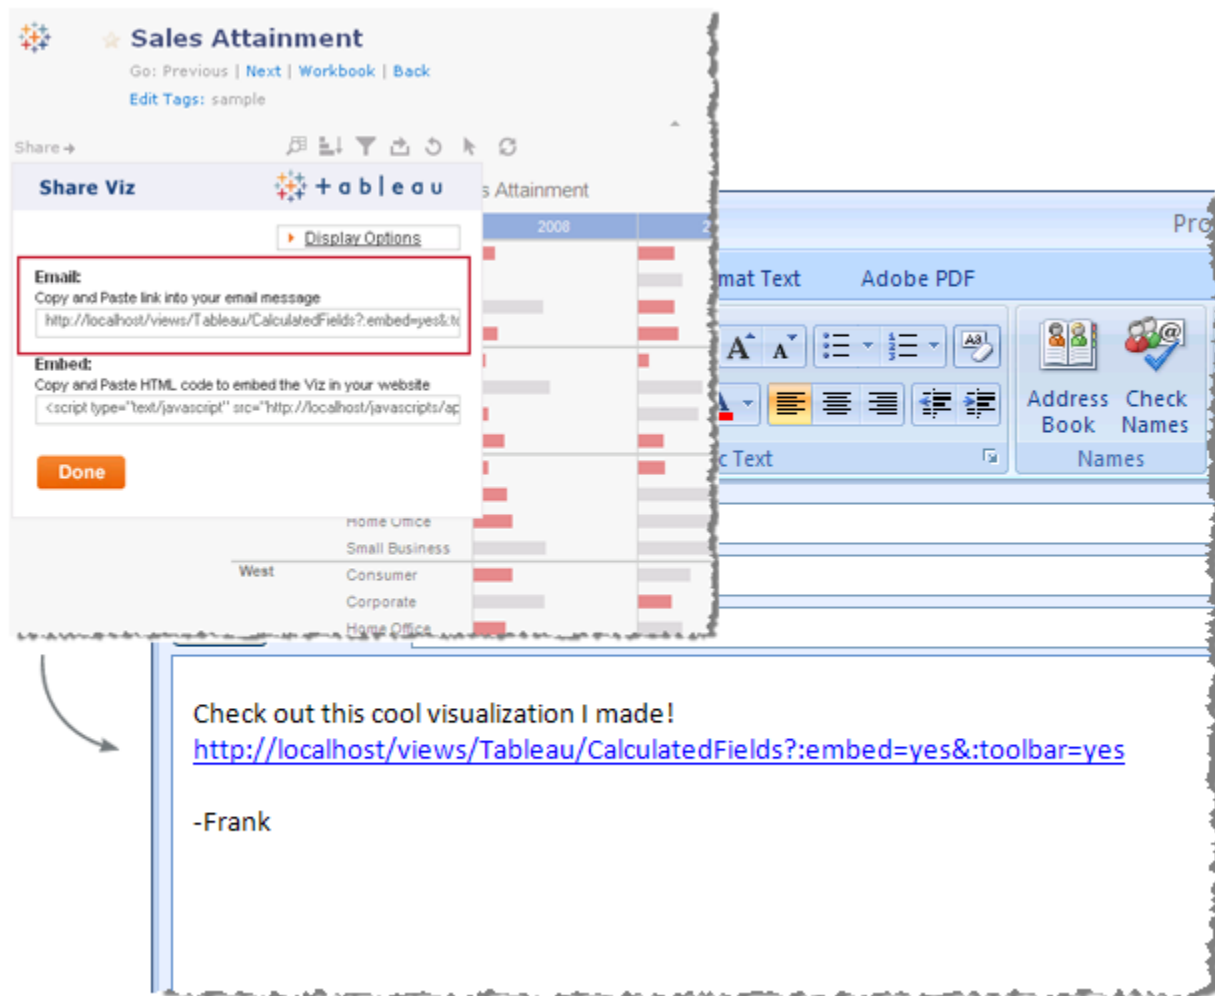 Sales Attainment
Go: Previous | Next | Workbook | Back
Edit Tags: sample
Share
Share Viz
+ableau
s Attainment
Display Options
2008
2
Email:
Copy and Paste link into your email message
http://localhost/views/Tableau/CalculatedFields?:embed=yes&:to
Embed:
Copy and Paste HTML code to embed the Viz in your website
<script type="text/javascript" src="http://localhost/javascripts/ap
Done
Home Office
Small Business
West
Consumer
Corporate
Home Office
Pro
mat Text
Adobe PDF
Address Book
Check Names
c Text
Names
Check out this cool visualization I made!
http://localhost/views/Tableau/CalculatedFields?:embed=yes&:toolbar=yes
-Frank